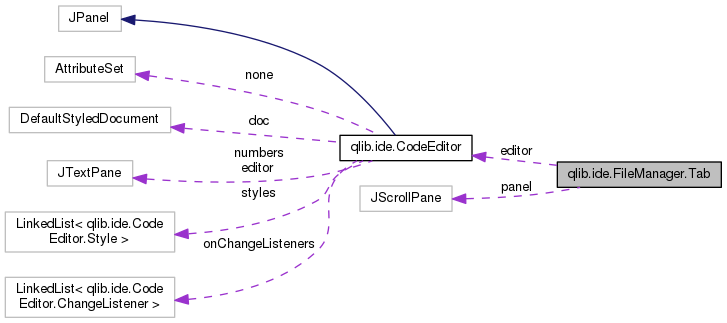 JPanel
AttributeSet
none
DefaultStyledDocument
doc
qlib.ide.CodeEditor
editor
numbers
editor
JTextPane
qlib.ide.FileManager.Tab
panel
styles
JScrollPane
LinkedList< qlib.ide.Code
Editor.Style >
onChangeListeners
LinkedList< qlib.ide.Code
Editor.ChangeListener >